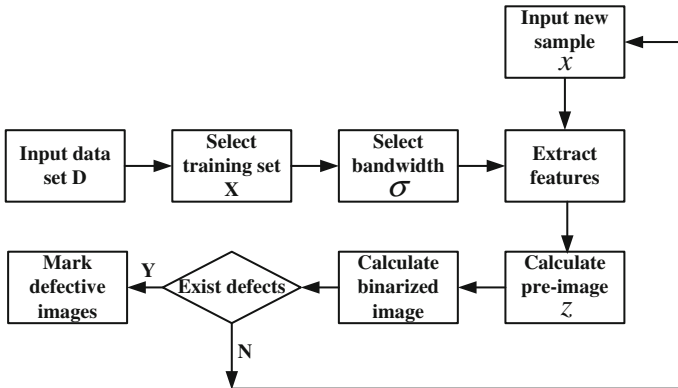 Input new
sample
x
Input data
set D
Select
training set
X
Select
bandwidth
σ
Extract
features
Mark
defective
images
Y
Exist defects
Calculate
binarized
image
Calculate
pre-image
z
N